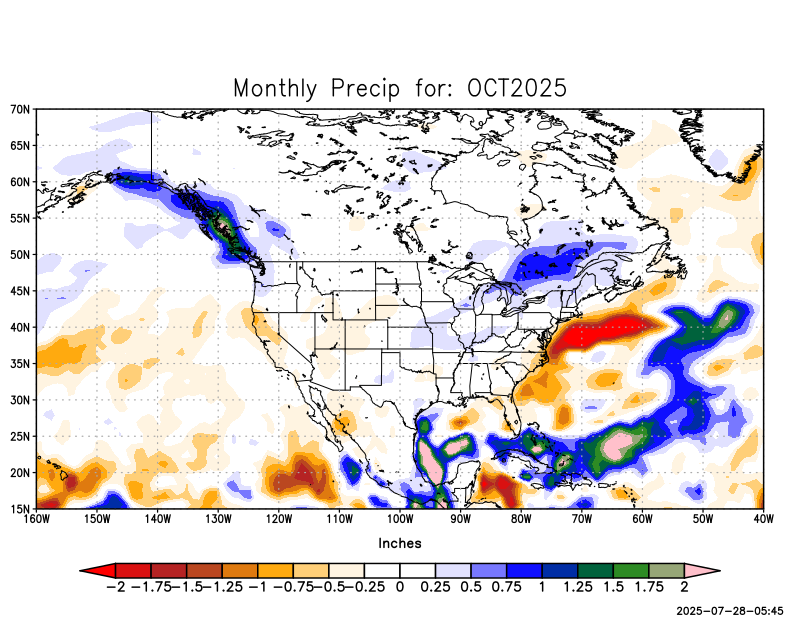 Monthly Precip for: OCT2025
70N
65N
60N
55N
50N
45N
40N
35N
30N
25N
20N
15N
160W 150W 140W 130W 120W 110W 100W 90W 80W 70W 60W 50W 40W
Inches
-2 -1.75-1.5-1.25 -1 -0.75-0.5-0.25 0 0.25 0.5 0.75 1 1.25 1.5 1.75 2
2025-07-28-05:45